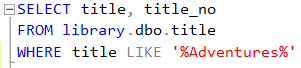 SELECT title, title_no
FROM library.dbo.title
WHERE title LIKE '%Adventures%'